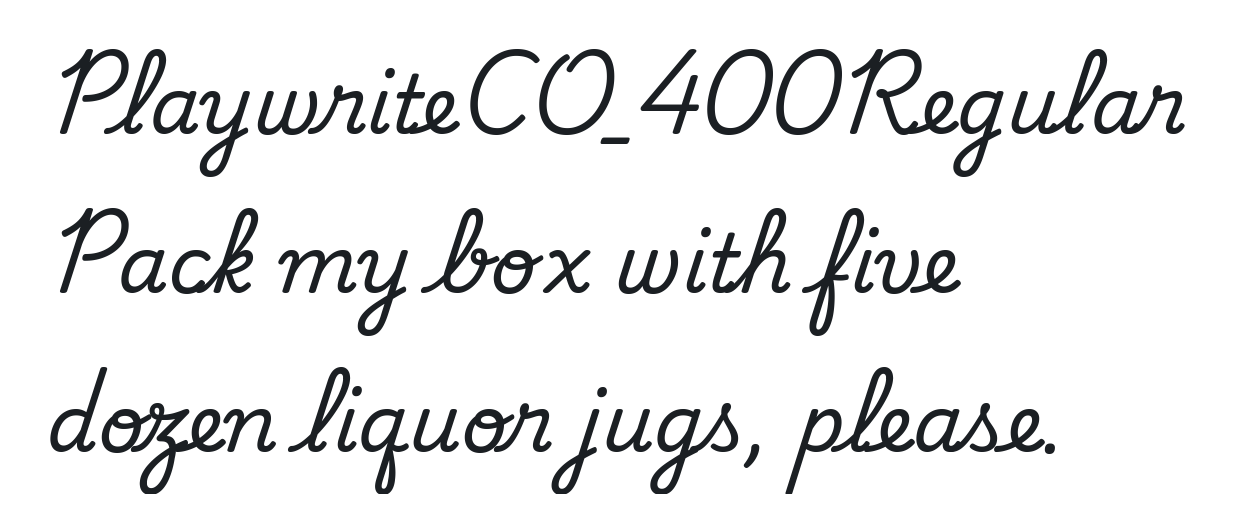 PlaywriteCO_400Regular
Pack my box with five
dozen liquor jugs, please.